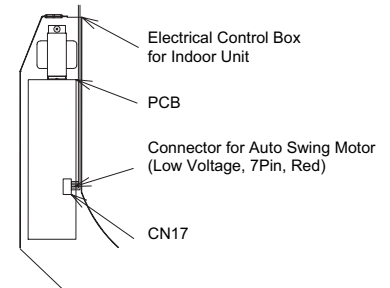 Electrical Control Box
for Indoor Unit
PCB
Connector for Auto Swing Motor
(Low Voltage, 7Pin, Red)
CN17